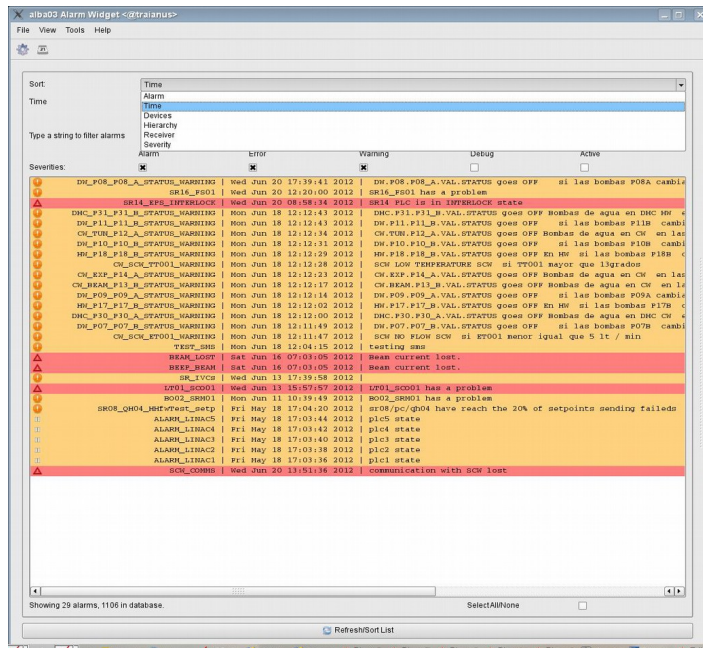 alba03 Alarm Widget <@traianus>
File View Tools Help
Sort: Time
Alarm
Time Time
Devices
Hierarchy
Type a string to filter alarms Receiver
Severity
Alarm Error Warning Debug Active
Severities:
DW_P08_P08_A_STATUS_WARNING | Wed Jun 20 17:39:41 2012 | DW.P08.P08_A.VAL.STATUS goes OFF si las bombas P08A cambia
SR16_FS01 | Wed Jun 20 12:20:00 2012 | SR16_FS01 has a problem
SR14_EPS_INTERLOCK | Wed Jun 20 08:58:34 2012 | SR14 PLC is in INTERLOCK state
DHC_P31_P31_B_STATUS_WARNING | Mon Jun 18 12:12:43 2012 | DHC.P31.P31_B.VAL.STATUS goes OFF Bombas de agua en DHC HW e
DW_P11_P11_B_STATUS_WARNING | Mon Jun 18 12:12:43 2012 | DW.P11.P11_B.VAL.STATUS goes OFF si las bombas P11B cambi
CW_TUN_P12_A_STATUS_WARNING | Mon Jun 18 12:12:34 2012 | CW.TUN.P12_A.VAL.STATUS goes OFF Bombas de agua en CW en las
DW_P10_P10_B_STATUS_WARNING | Mon Jun 18 12:12:31 2012 | DW.P10.P10_B.VAL.STATUS goes OFF si las bombas P10B cambi
HW_P18_P18_B_STATUS_WARNING | Mon Jun 18 12:12:29 2012 | HW.P18.P18_B.VAL.STATUS goes OFF En HW si las bombas P18B c
CW_SCW_TT001_WARNING | Mon Jun 18 12:12:28 2012 | SCW LOW TEMPERATURE SCW si TT001 mayor que 13grados
CW_EXP_P14_A_STATUS_WARNING | Mon Jun 18 12:12:23 2012 | CW.EXP.P14_A.VAL.STATUS goes OFF Bombas de agua en CW en las
CW_BEAM_P13_B_STATUS_WARNING | Mon Jun 18 12:12:17 2012 | CW.BEAM.P13_B.VAL.STATUS goes OFF Bombas de agua en CW en la
DW_P09_P09_A_STATUS_WARNING | Mon Jun 18 12:12:14 2012 | DW.P09.P09_A.VAL.STATUS goes OFF si las bombas P09A cambia
HW_P17_P17_B_STATUS_WARNING | Mon Jun 18 12:12:02 2012 | HW.P17.P17_B.VAL.STATUS goes OFF En HW si las bombas P17B c
DHC_P30_P30_A_STATUS_WARNING | Mon Jun 18 12:12:00 2012 | DHC.P30.P30_A.VAL.STATUS goes OFF Bombas de agua en DHC CW e
DW_P07_P07_B_STATUS_WARNING | Mon Jun 18 12:11:49 2012 | DW.P07.P07_B.VAL.STATUS goes OFF si las bombas P07B cambi
CW_SCW_ET001_WARNING | Mon Jun 18 12:11:47 2012 | SCW NO FLOW SCW si ET001 menor igual que 5 lt / min
TEST_SMS | Mon Jun 18 12:04:15 2012 | testing sms
BEAM_LOST | Sat Jun 16 07:03:05 2012 | Beam current lost.
BEEP_BEAM | Sat Jun 16 07:03:05 2012 | Beam current lost.
SR_IVCs | Wed Jun 13 17:39:58 2012 |
LT01_SCO01 | Wed Jun 13 15:57:57 2012 | LT01_SCO01 has a problem
BO02_SRM01 | Mon Jun 11 10:39:49 2012 | BO02_SRM01 has a problem
SR08_QH04_HHfWTest_setp | Fri May 18 17:04:20 2012 | sr08/pc/qh04 have reach the 20% of setpoints sending faileds
ALARM_LINAC5 | Fri May 18 17:03:44 2012 | plc5 state
ALARM_LINAC4 | Fri May 18 17:03:42 2012 | plc4 state
ALARM_LINAC3 | Fri May 18 17:03:40 2012 | plc3 state
ALARM_LINAC2 | Fri May 18 17:03:38 2012 | plc2 state
ALARM_LINAC1 | Fri May 18 17:03:36 2012 | plc1 state
SCW_COMMS | Wed Jun 20 13:51:36 2012 | communication with SCW lost
Showing 29 alarms, 1106 in database. SelectAll/None
Refresh/Sort List